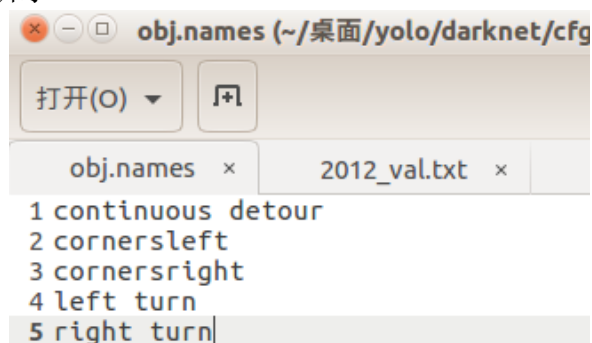 obj.names (~/桌面/yolo/darknet/cfg
打开(O)
obj.names × 2012_val.txt ×
1 continuous detour
2 cornersleft
3 cornersright
4 left turn
5 right turn